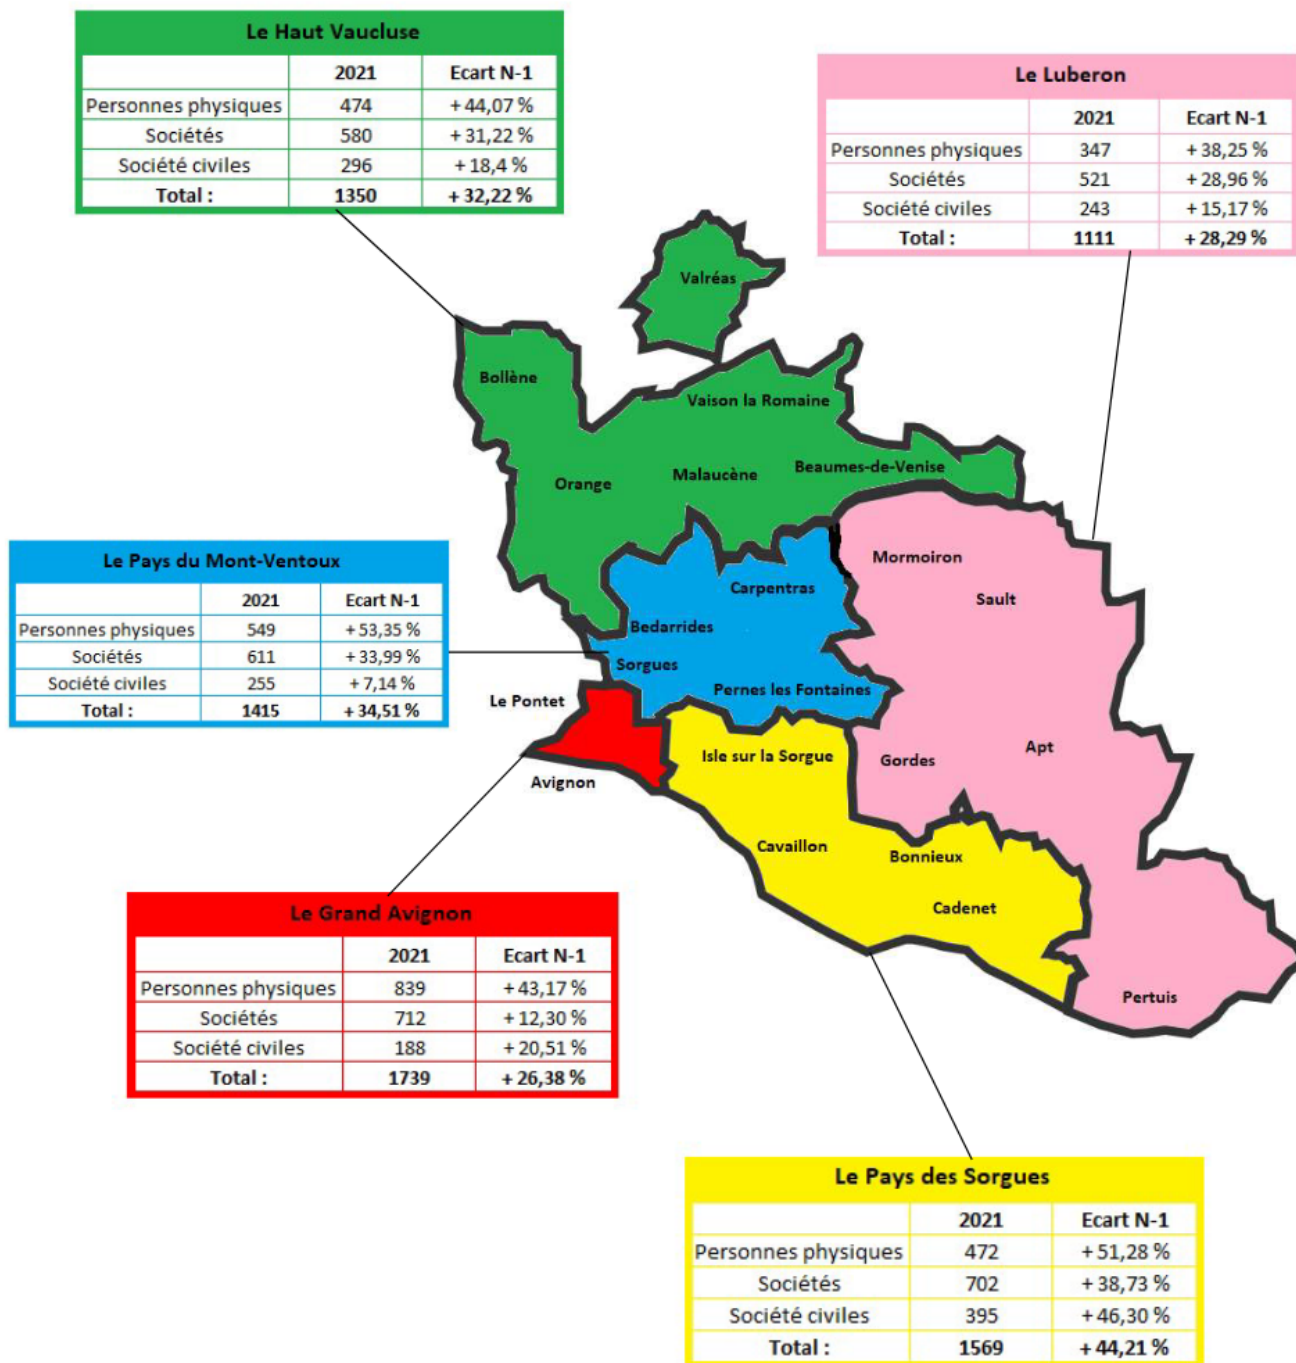 Le Haut Vaucluse
2021 Ecart N-1
Personnes physiques 474 + 44,07 %
Sociétés 580 + 31,22 %
Société civiles 296 + 18,4 %
Total : 1350 + 32,22 %
Le Luberon
2021 Ecart N-1
Personnes physiques 347 + 38,25 %
Sociétés 521 + 28,96 %
Société civiles 243 + 15,17 %
Total : 1111 + 28,29 %
Valréas
Bollène
Vaison la Romaine
Beaumes-de-Venise
Malaucène
Orange
Le Pays du Mont-Ventoux
2021 Ecart N-1
Personnes physiques 549 + 53,35 %
Sociétés 611 + 33,99 %
Société civiles 255 + 7,14 %
Total : 1415 + 34,51 %
Mormoiron
Carpentras
Sault
Bedarrides
Sorgues
Pernes les Fontaines
Le Pontet
Isle sur la Sorgue
Gordes
Apt
Avignon
Cavaillon
Bonnieux
Cadenet
Pertuis
Le Grand Avignon
2021 Ecart N-1
Personnes physiques 839 + 43,17 %
Sociétés 712 + 12,30 %
Société civiles 188 + 20,51 %
Total : 1739 + 26,38 %
Le Pays des Sorgues
2021 Ecart N-1
Personnes physiques 472 + 51,28 %
Sociétés 702 + 38,73 %
Société civiles 395 + 46,30 %
Total : 1569 + 44,21 %